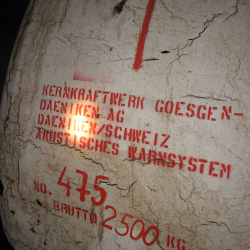 KERNKRAFTWERK GOESGEN-
DAENIKEN AG
DAENIKEN/SCHWEIZ
AKUSTISCHES WARNSYSTEM
NO. 475
BRUTTO 2500 KG